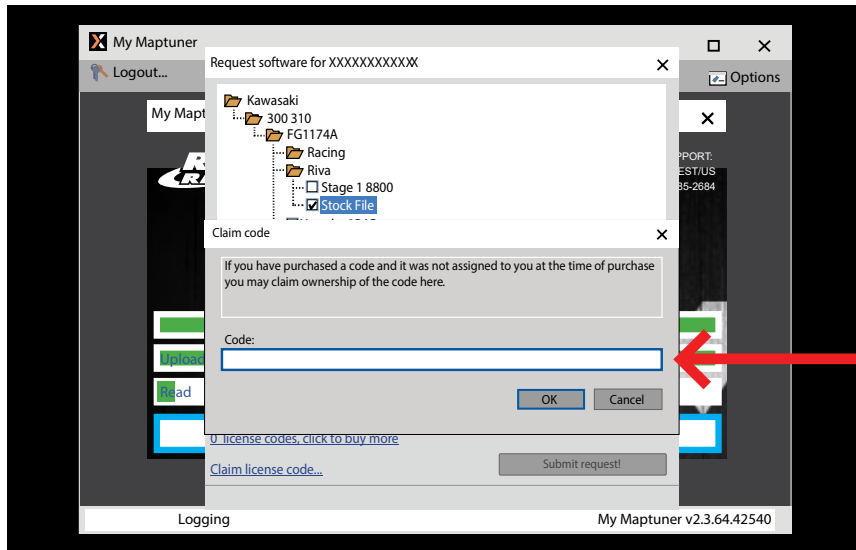 My Maptuner
Logout...
Options
Request software for XXXXXXXXXXXX
My Mapt
Kawasaki
300 310
FG1174A
Racing
Riva
Stage 1 8800
Stock File
PPORT:
EST/US
35-2684
Claim code
If you have purchased a code and it was not assigned to you at the time of purchase
you may claim ownership of the code here.
Code:
Upload
Read
OK
Cancel
0 license codes, click to buy more
Claim license code...
Submit request!
Logging
My Maptuner v2.3.64.42540